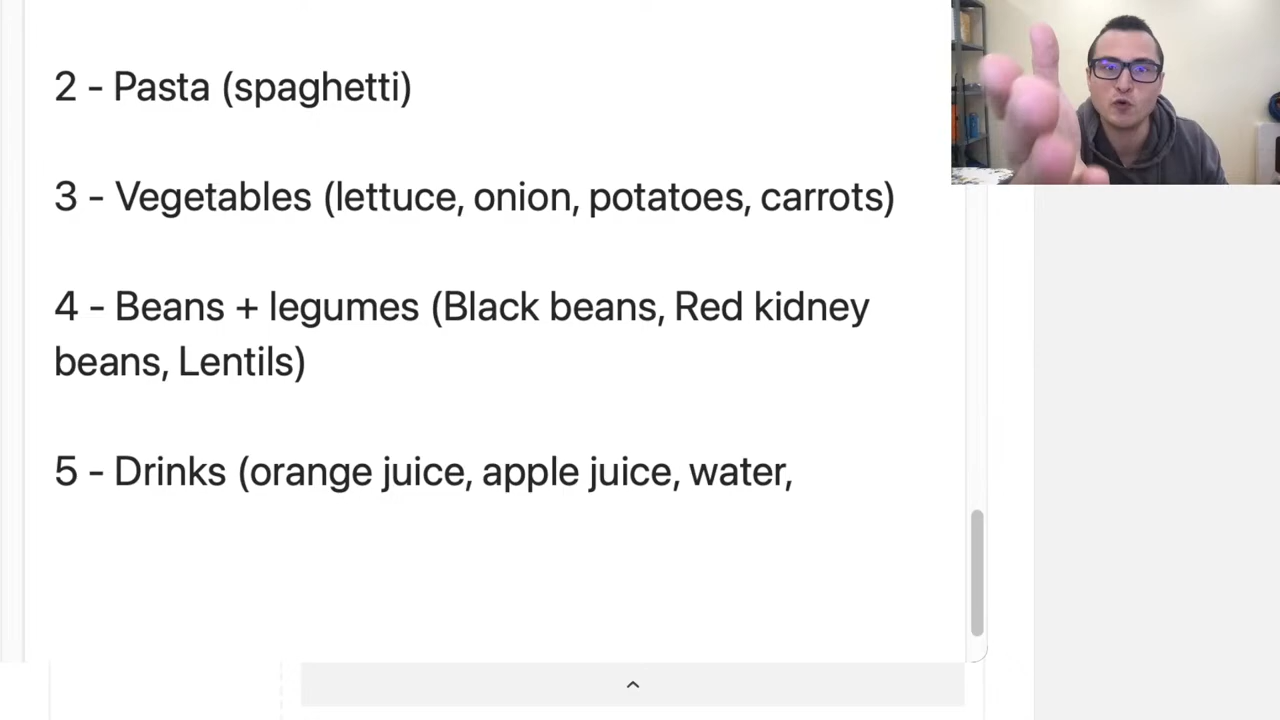 2 - Pasta (spaghetti)
3 - Vegetables (lettuce, onion, potatoes, carrots)
4 - Beans + legumes (Black beans, Red kidney
beans, Lentils)
5 - Drinks (orange juice, apple juice, water,